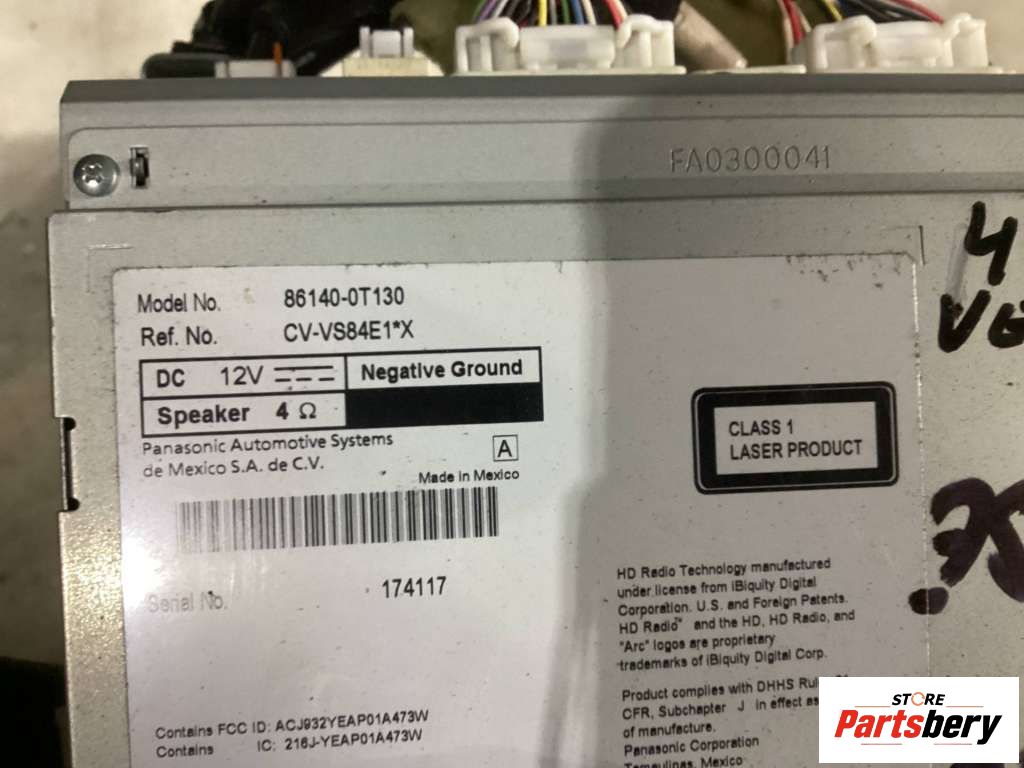 FA0300041
Model No. 86140-0T130
Ref. No. CV-VS84E1*X
DC 12V Negative Ground
Speaker 4 Ω
Panasonic Automotive Systems
de Mexico S.A. de C.V.
A
Made in Mexico
Serial No. 174117
Contains FCC ID: ACJ932YEAP01A473W
Contains IC: 216J-YEAP01A473W
CLASS 1
LASER PRODUCT
HD Radio Technology manufactured
under license from iBiquity Digital
Corporation. U.S. and Foreign Patents.
HD Radio™ and the HD, HD Radio, and
"Arc" logos are proprietary
trademarks of iBiquity Digital Corp.
Product complies with DHHS
CFR, Subchapter J in effect as
of manufacture.
Panasonic Corporation
Tamaulinas, Mexico
4
STORE
Partsbery